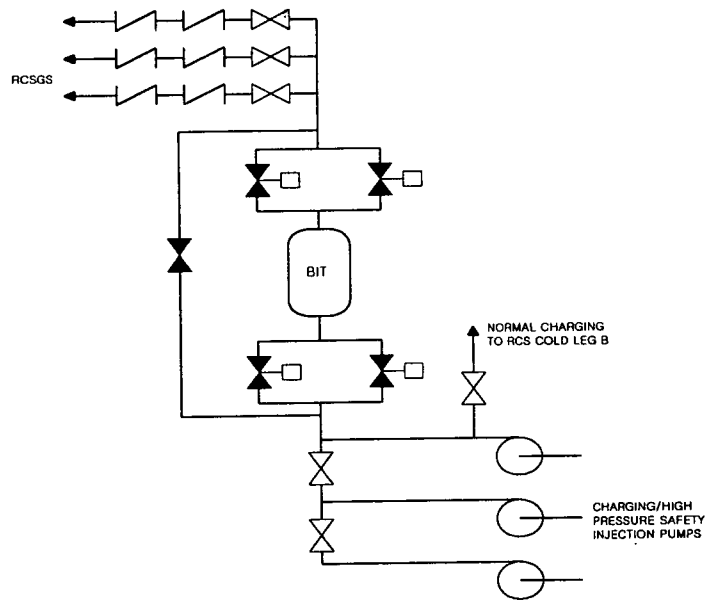 RCSGS
BIT
NORMAL CHARGING
TO RCS COLD LEG B
CHARGING/HIGH
PRESSURE SAFETY
INJECTION PUMPS